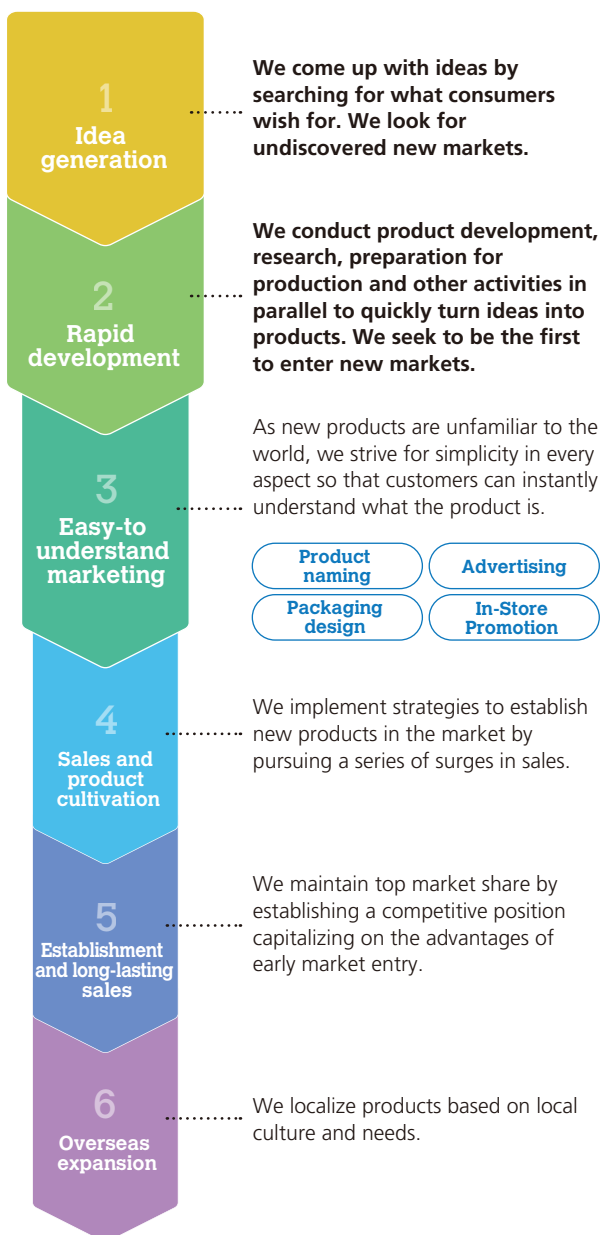 1
Idea
generation
We come up with ideas by
searching for what consumers
wish for. We look for
undiscovered new markets.
2
Rapid
development
We conduct product development,
research, preparation for
production and other activities in
parallel to quickly turn ideas into
products. We seek to be the first
to enter new markets.
3
Easy-to
understand
marketing
As new products are unfamiliar to the
world, we strive for simplicity in every
aspect so that customers can instantly
understand what the product is.
Product
naming
Advertising
Packaging
design
In-Store
Promotion
4
Sales and
product
cultivation
We implement strategies to establish
new products in the market by
pursuing a series of surges in sales.
5
Establishment
and long-lasting
sales
We maintain top market share by
establishing a competitive position
capitalizing on the advantages of
early market entry.
6
Overseas
expansion
We localize products based on local
culture and needs.